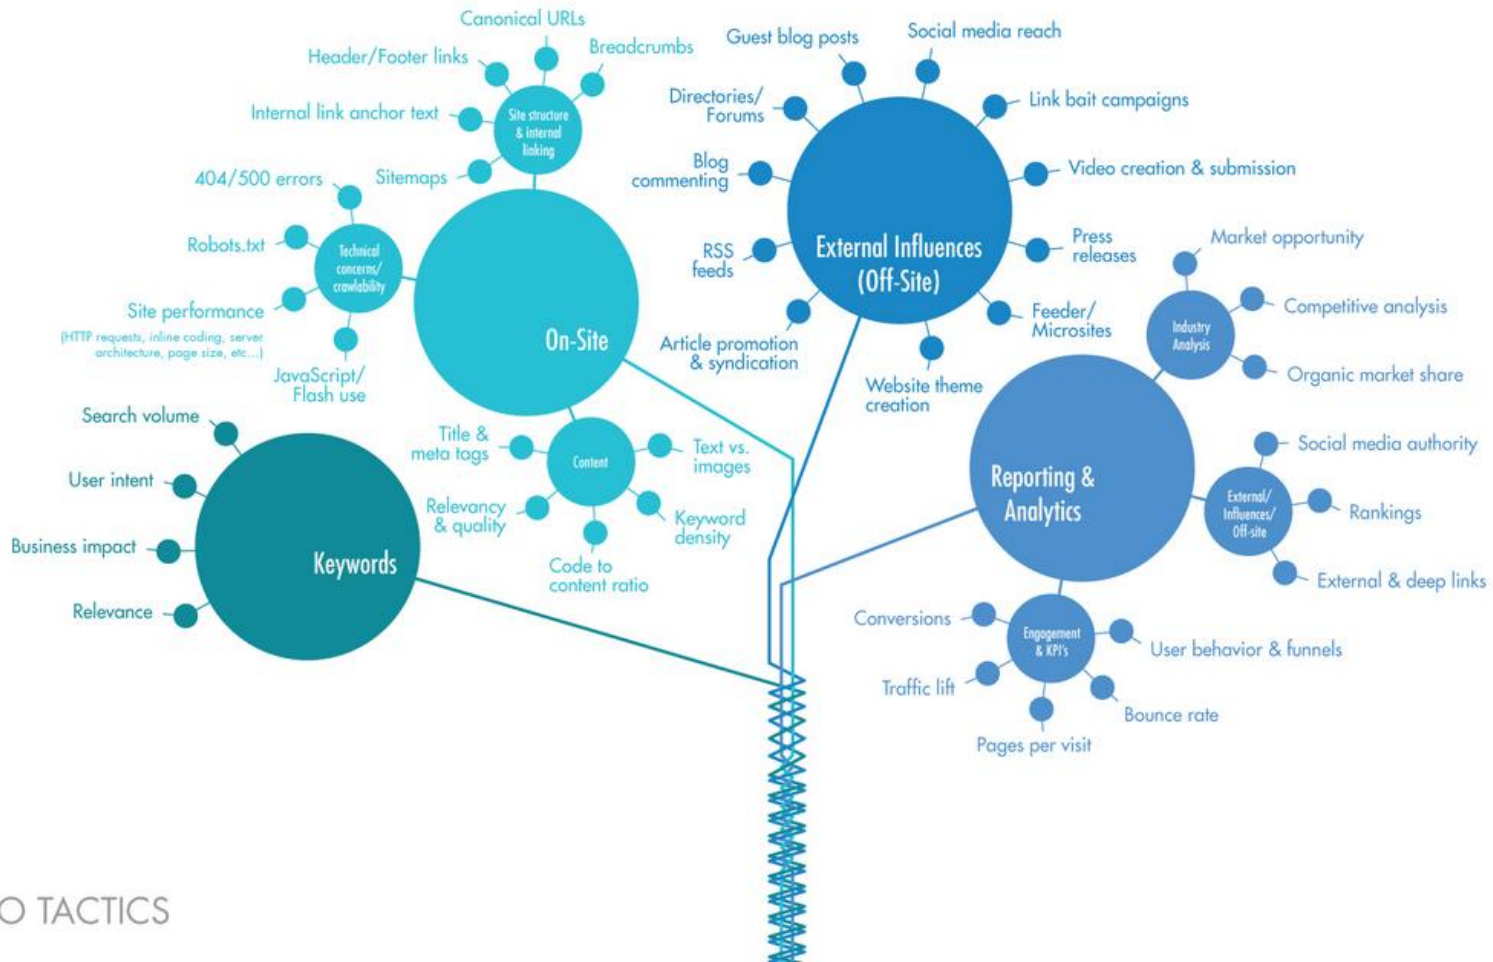 Canonical URLs
Header/Footer links
Breadcrumbs
Internal link anchor text
Site structure
& internal
linking
Sitemaps
404/500 errors
Robots.txt
Technical
concerns/
crawlability
Site performance
(HTTP requests, inline coding, server
architecture, page size, etc...)
JavaScript/
Flash use
On-Site
Title &
meta tags
Content
Text vs.
images
Relevancy
& quality
Keyword
density
Code to
content ratio
Search volume
User intent
Business impact
Relevance
Keywords
Guest blog posts
Social media reach
Directories/
Forums
Link bait campaigns
Blog
commenting
Video creation & submission
RSS
feeds
External Influences
(Off-Site)
Press
releases
Article promotion
& syndication
Feeder/
Microsites
Website theme
creation
Market opportunity
Industry
Analysis
Competitive analysis
Organic market share
Reporting &
Analytics
Social media authority
External/
Influences/
Off-site
Rankings
External & deep links
Conversions
Engagement
& KPI's
User behavior & funnels
Traffic lift
Bounce rate
Pages per visit
O TACTICS